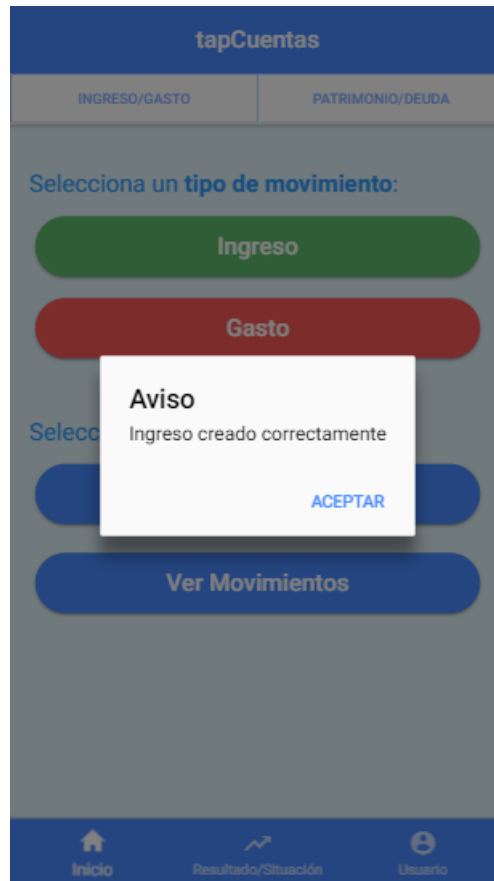 tapCuentas
INGRESO/GASTO
PATRIMONIO/DEUDA
Selecciona un tipo de movimiento:
Ingreso
Gasto
Aviso
Ingreso creado correctamente
ACEPTAR
Ver Movimientos
Inicio
Resultado/Situación
Usuario